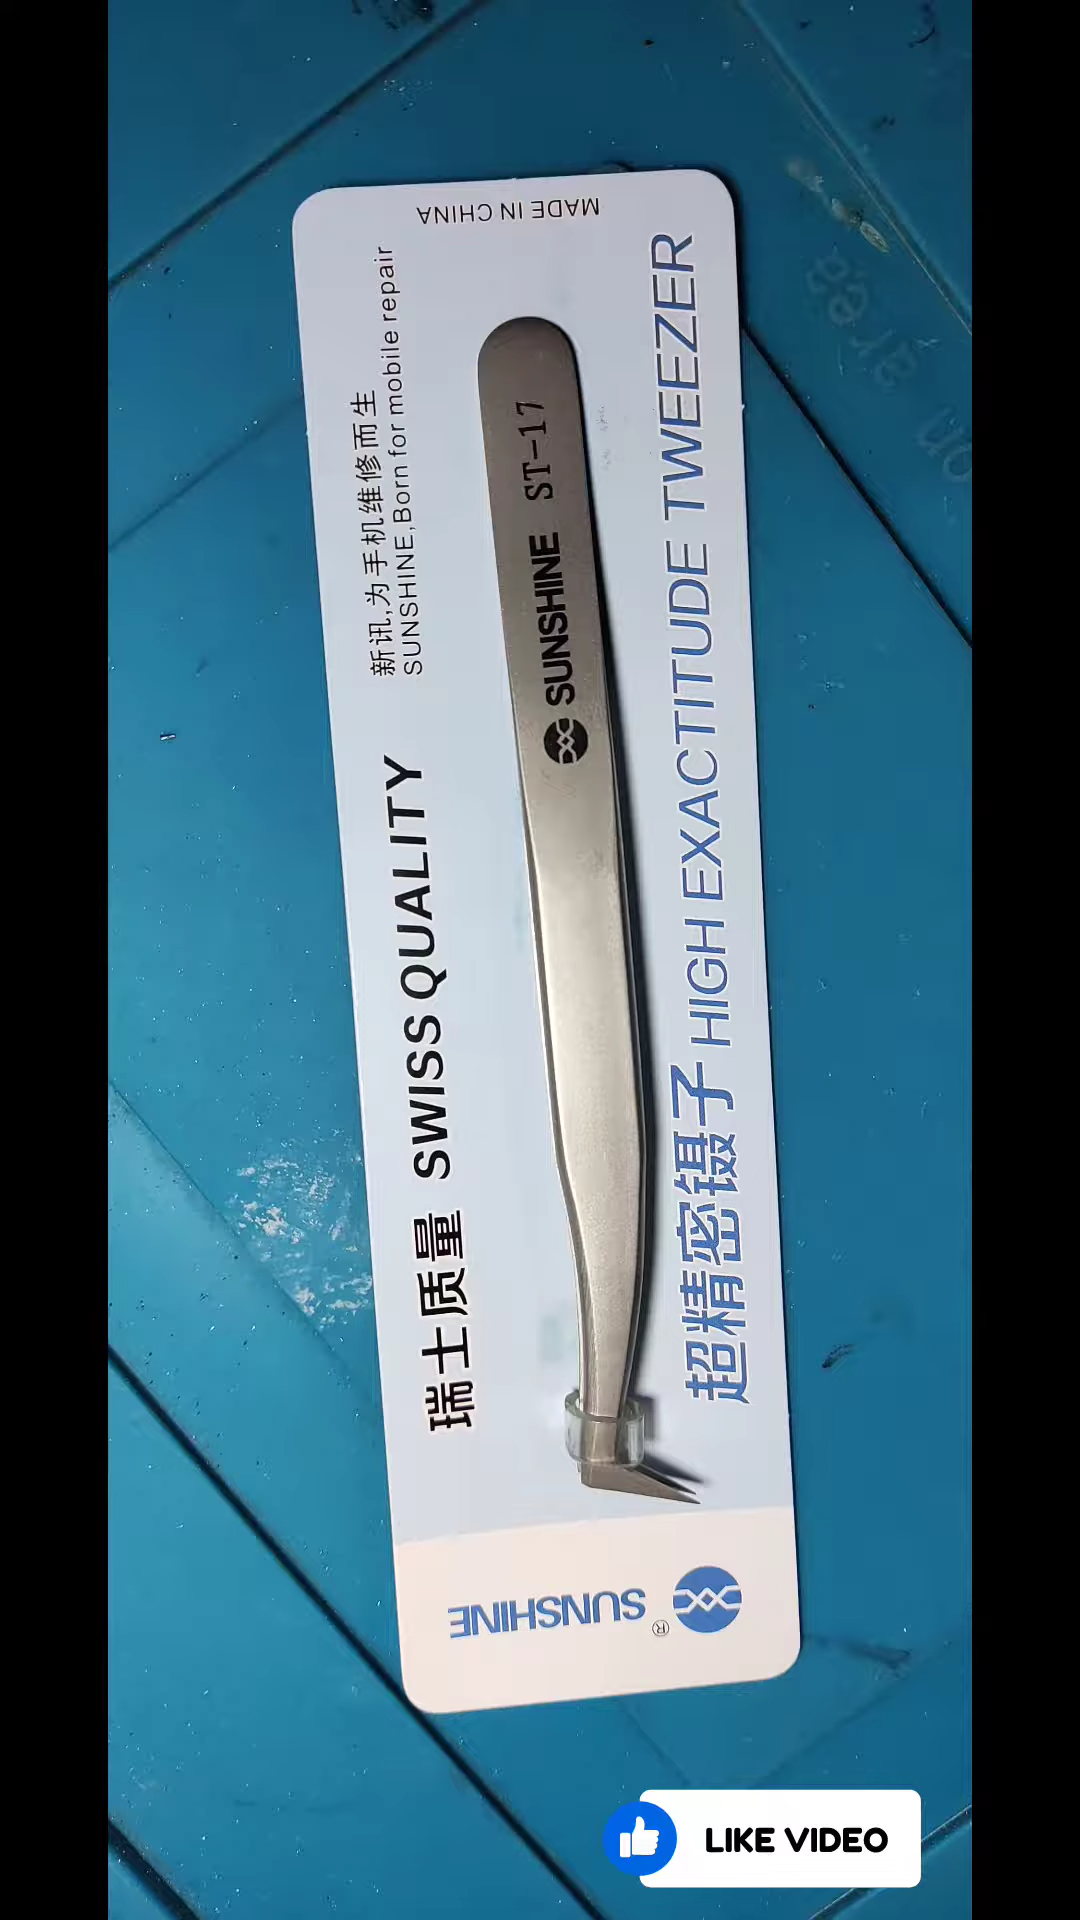 MADE IN CHINA
新讯,为手机维修而生
SUNSHINE,Born for mobile repair
瑞士质量 SWISS QUALITY
SUNSHINE ST-17
超精密镊子 HIGH EXACTITUDE TWEEZER
SUNSHINE®
LIKE VIDEO